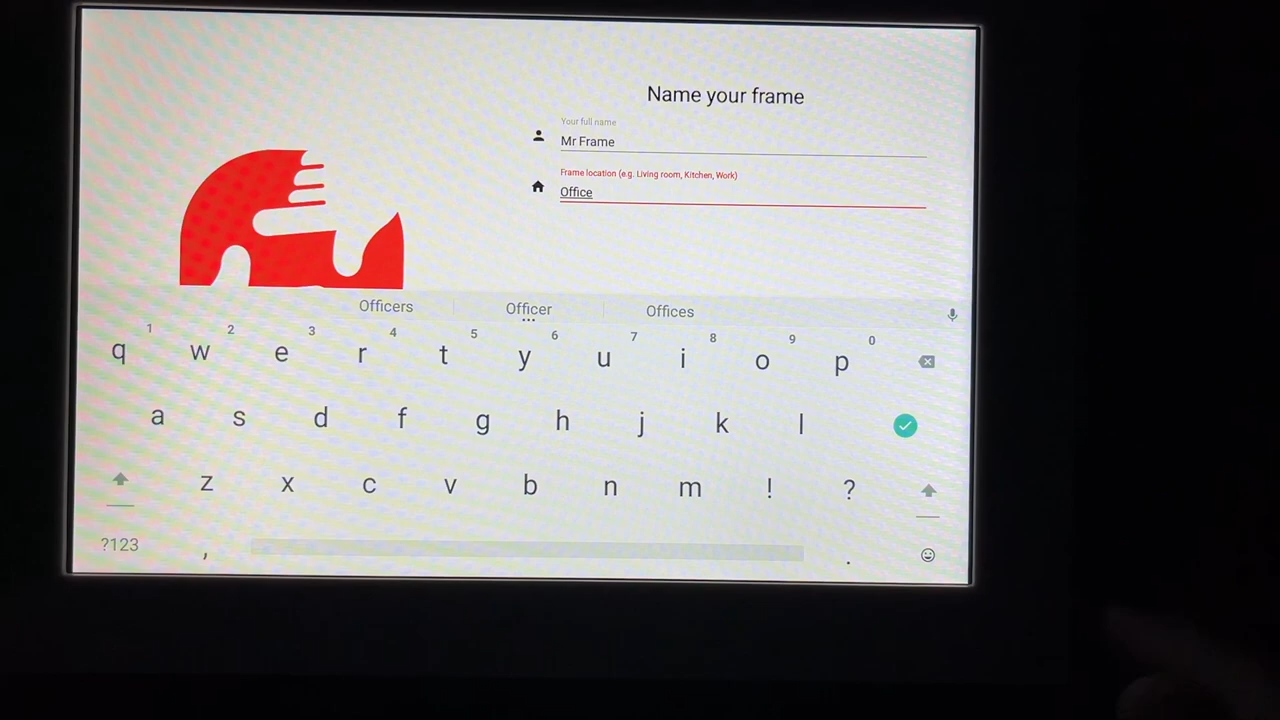 Name your frame
Your full name
Mr Frame
Frame location (e.g. Living room, Kitchen, Work)
Office
Officers Officer Offices
1 2 3 4 5 6 7 8 9 0
q w e r t y u i o p
a s d f g h j k l
z x c v b n m ! ?
?123 , .